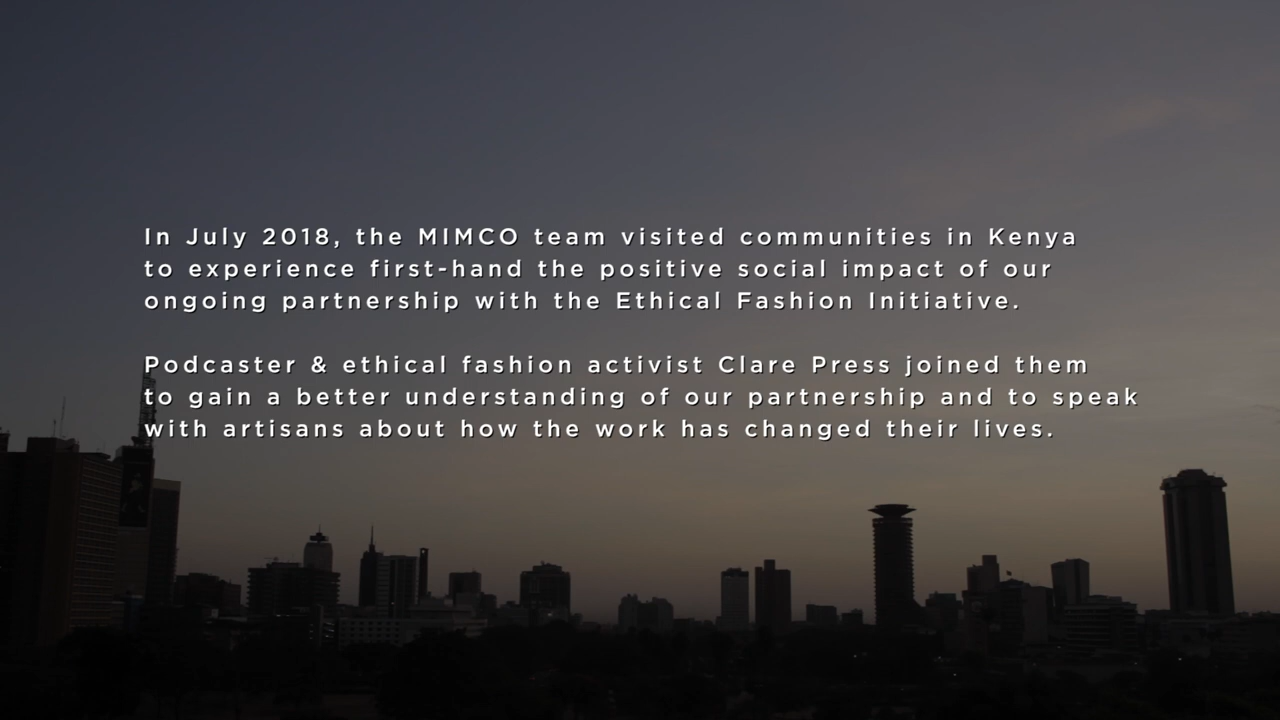 In July 2018, the MIMCO team visited communities in Kenya
to experience first-hand the positive social impact of our
ongoing partnership with the Ethical Fashion Initiative.
Podcaster & ethical fashion activist Clare Press joined them
to gain a better understanding of our partnership and to speak
with artisans about how the work has changed their lives.